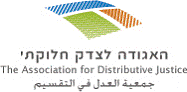 האגודה לצדק חלוקתי
The Association for Distributive Justice
جمعية العدل في التقسيم